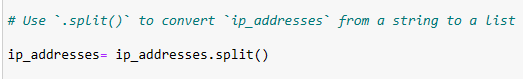 # Use `.split()` to convert `ip_addresses` from a string to a list
ip_addresses= ip_addresses.split()